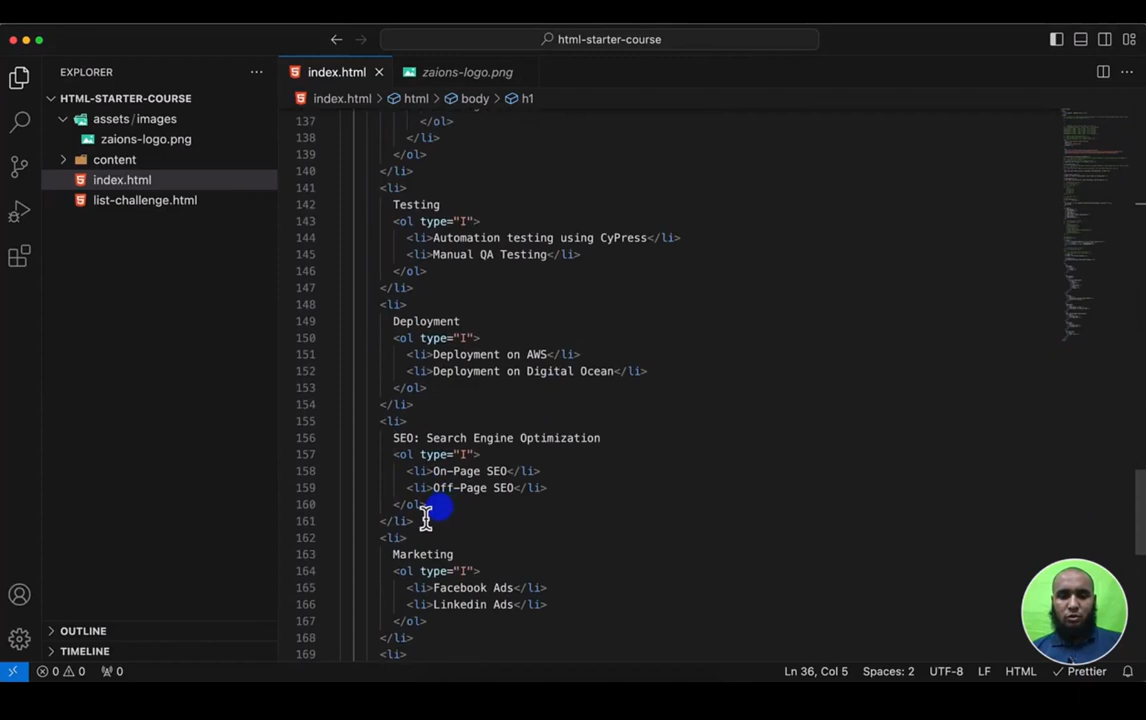 html-starter-course
EXPLORER
index.html
zaions-logo.png
HTML-STARTER-COURSE
index.html > html > body > h1
assets/images
zaions-logo.png
content
index.html
list-challenge.html
137 </ol>
138 </li>
139 </ol>
140 </li>
141 <li>
142 Testing
143 <ol type="I">
144 <li>Automation testing using CyPress</li>
145 <li>Manual QA Testing</li>
146 </ol>
147 </li>
148 <li>
149 Deployment
150 <ol type="I">
151 <li>Deployment on AWS</li>
152 <li>Deployment on Digital Ocean</li>
153 </ol>
154 </li>
155 <li>
156 SEO: Search Engine Optimization
157 <ol type="I">
158 <li>On-Page SEO</li>
159 <li>Off-Page SEO</li>
160 </ol>
161 </li>
162 <li>
163 Marketing
164 <ol type="I">
165 <li>Facebook Ads</li>
166 <li>Linkedin Ads</li>
167 </ol>
168 </li>
169 <li>
OUTLINE
TIMELINE
0 0 0
Ln 36, Col 5 Spaces: 2 UTF-8 LF HTML Prettier